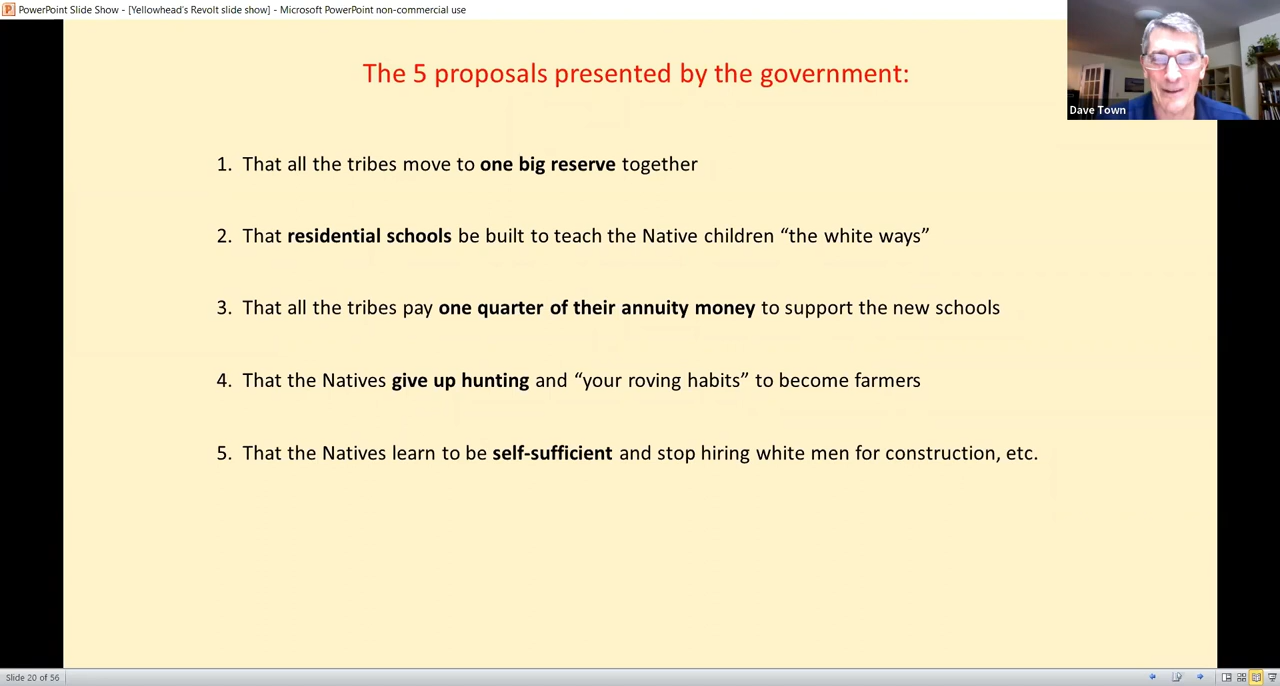 PowerPoint Slide Show - [Yellowhead's Revolt slide show] - Microsoft PowerPoint non-commercial use
Dave Town
The 5 proposals presented by the government:
1. That all the tribes move to one big reserve together
2. That residential schools be built to teach the Native children “the white ways”
3. That all the tribes pay one quarter of their annuity money to support the new schools
4. That the Natives give up hunting and “your roving habits” to become farmers
5. That the Natives learn to be self-sufficient and stop hiring white men for construction, etc.
Slide 20 of 56